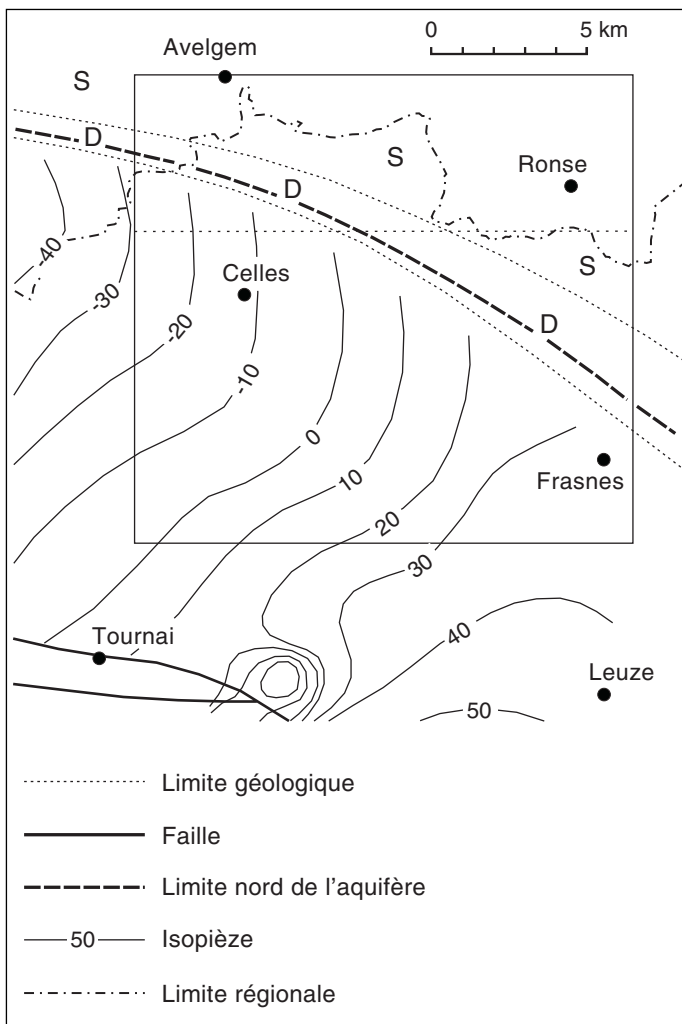 0 5 km
Avelgem
S
D
S
D
Ronse
S
-40
-30
Celles
-20
D
-10
0
10
Frasnes
20
30
Tournai
40
Leuze
50
Limite géologique
Faille
Limite nord de l'aquifère
50 Isopièze
Limite régionale